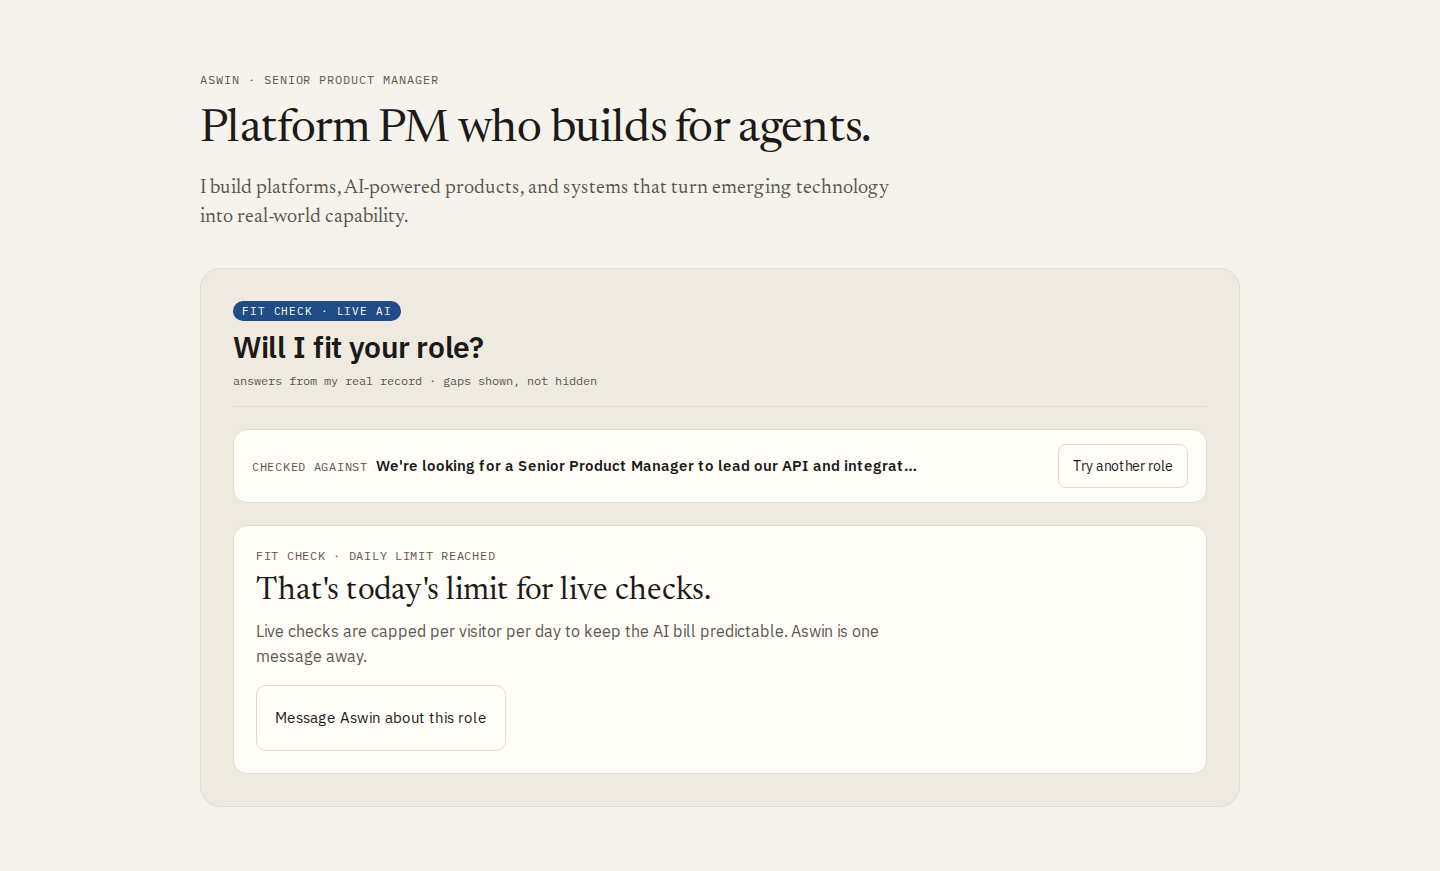 ASWIN · SENIOR PRODUCT MANAGER
Platform PM who builds for agents.
I build platforms, AI-powered products, and systems that turn emerging technology
into real-world capability.
FIT CHECK · LIVE AI
Will I fit your role?
answers from my real record · gaps shown, not hidden
CHECKED AGAINST We're looking for a Senior Product Manager to lead our API and integrat...
Try another role
FIT CHECK · DAILY LIMIT REACHED
That's today's limit for live checks.
Live checks are capped per visitor per day to keep the AI bill predictable. Aswin is one
message away.
Message Aswin about this role